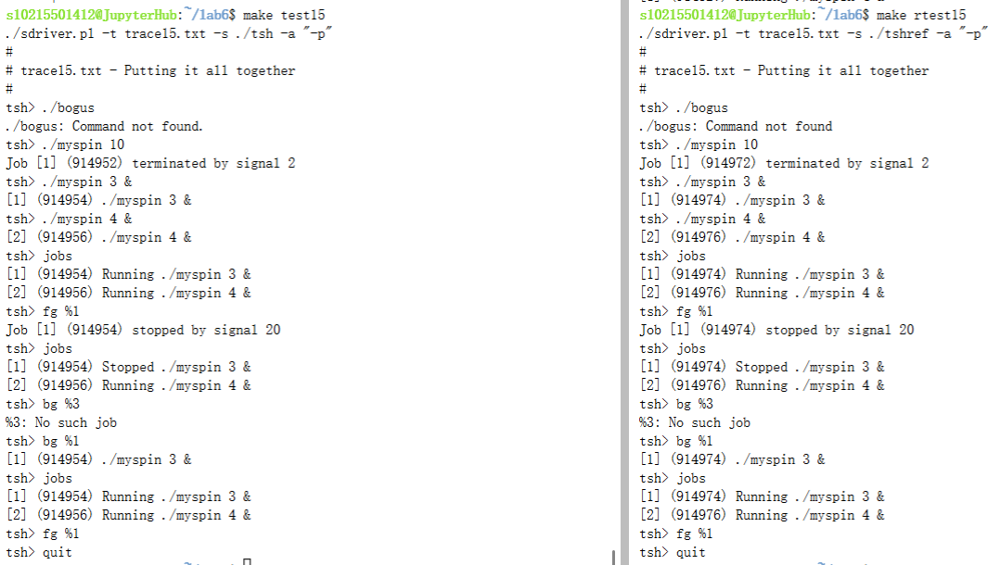 s10215501412@JupyterHub:~/lab6$ make test15
./sdriver.pl -t trace15.txt -s ./tsh -a "-p"
#
# trace15.txt - Putting it all together
#
tsh> ./bogus
./bogus: Command not found.
tsh> ./myspin 10
Job [1] (914952) terminated by signal 2
tsh> ./myspin 3 &
[1] (914954) ./myspin 3 &
tsh> ./myspin 4 &
[2] (914956) ./myspin 4 &
tsh> jobs
[1] (914954) Running ./myspin 3 &
[2] (914956) Running ./myspin 4 &
tsh> fg %1
Job [1] (914954) stopped by signal 20
tsh> jobs
[1] (914954) Stopped ./myspin 3 &
[2] (914956) Running ./myspin 4 &
tsh> bg %3
%3: No such job
tsh> bg %1
[1] (914954) ./myspin 3 &
tsh> jobs
[1] (914954) Running ./myspin 3 &
[2] (914956) Running ./myspin 4 &
tsh> fg %1
tsh> quit
s10215501412@JupyterHub:~/lab6$ make rtest15
./sdriver.pl -t trace15.txt -s ./tshref -a "-p"
#
# trace15.txt - Putting it all together
#
tsh> ./bogus
./bogus: Command not found
tsh> ./myspin 10
Job [1] (914972) terminated by signal 2
tsh> ./myspin 3 &
[1] (914974) ./myspin 3 &
tsh> ./myspin 4 &
[2] (914976) ./myspin 4 &
tsh> jobs
[1] (914974) Running ./myspin 3 &
[2] (914976) Running ./myspin 4 &
tsh> fg %1
Job [1] (914974) stopped by signal 20
tsh> jobs
[1] (914974) Stopped ./myspin 3 &
[2] (914976) Running ./myspin 4 &
tsh> bg %3
%3: No such job
tsh> bg %1
[1] (914974) ./myspin 3 &
tsh> jobs
[1] (914974) Running ./myspin 3 &
[2] (914976) Running ./myspin 4 &
tsh> fg %1
tsh> quit